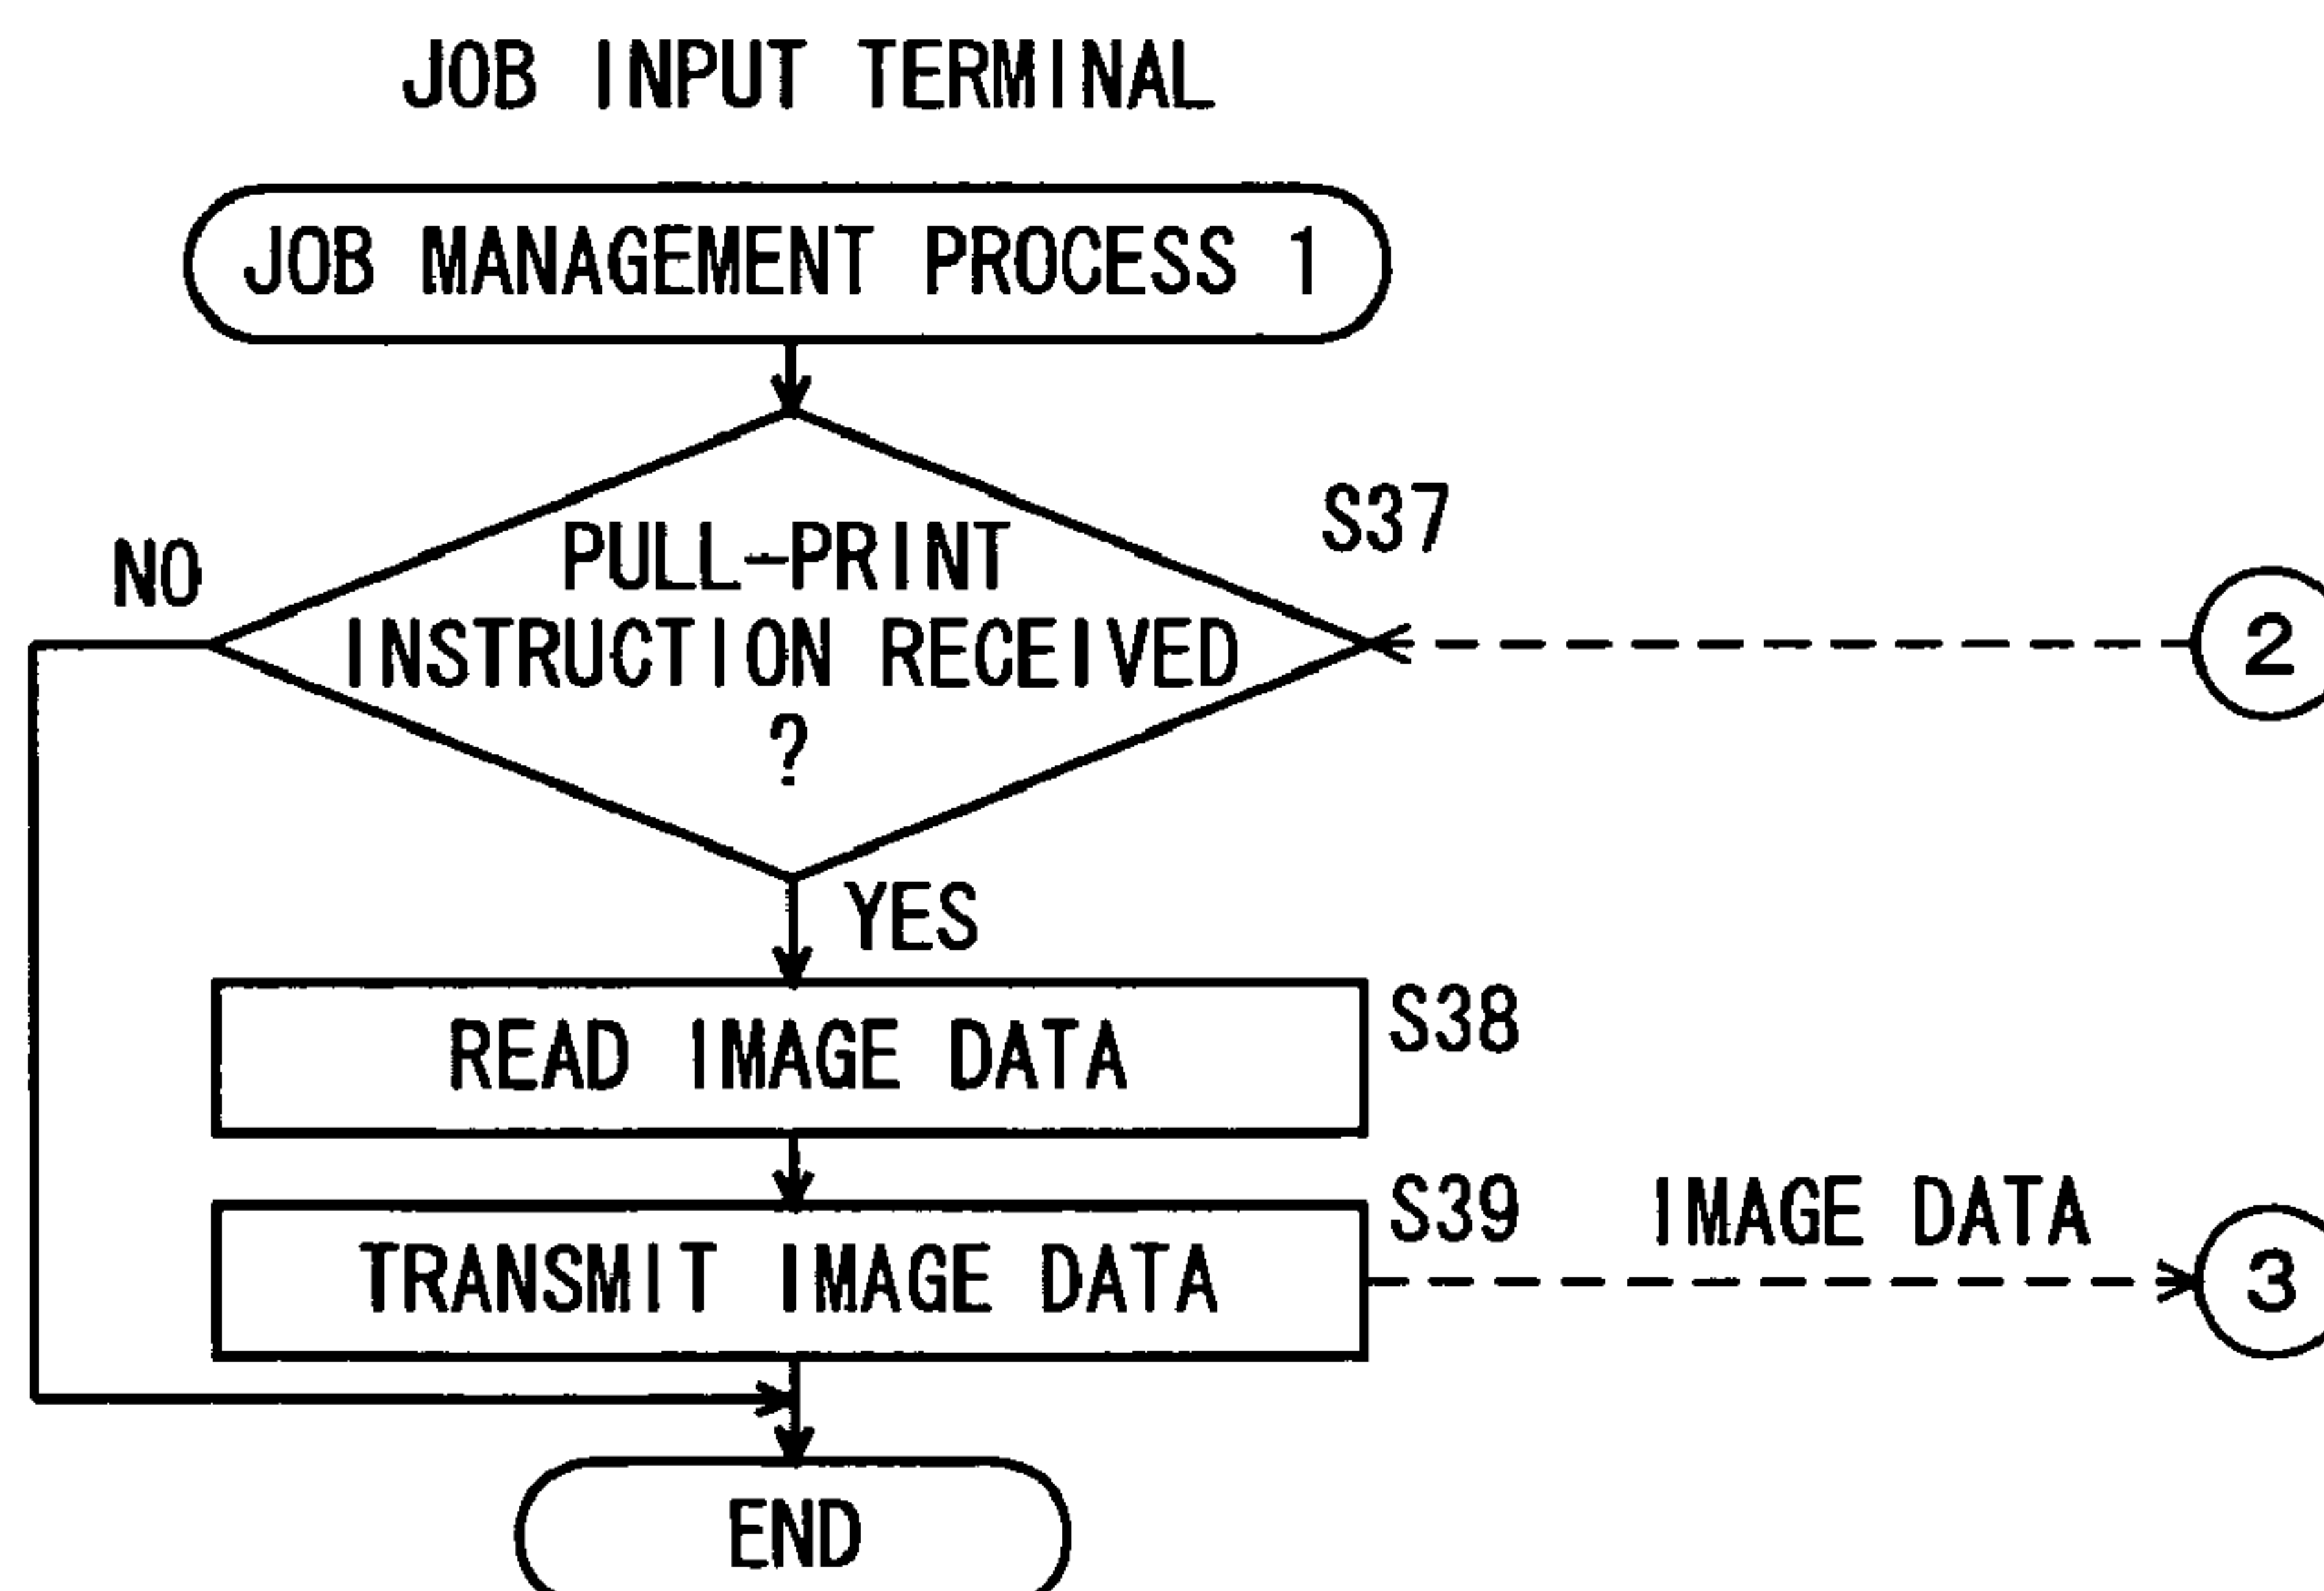 JOB INPUT TERMINAL
JOB MANAGEMENT PROCESS 1
S37
PULL-PRINT
NO
INSTRUCTION RECEIVED
2
?
YES
S38
READ IMAGE DATA
S39
IMAGE DATA
TRANSMIT IMAGE DATA
3
END